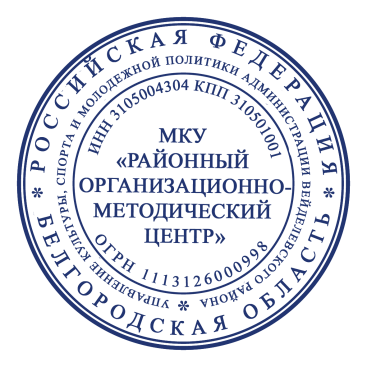 РОССИЙСКАЯ ФЕДЕРАЦИЯ
* БЕЛГОРОДСКАЯ ОБЛАСТЬ *
* УПРАВЛЕНИЕ КУЛЬТУРЫ, СПОРТА И МОЛОДЕЖНОЙ ПОЛИТИКИ АДМИНИСТРАЦИИ ВЕЙДЕЛЕВСКОГО РАЙОНА
ИНН 3105004304 КПП 310501001
МКУ
«РАЙОННЫЙ
ОРГАНИЗАЦИОННО-
МЕТОДИЧЕСКИЙ
ЦЕНТР»
ОГРН 1113126000998